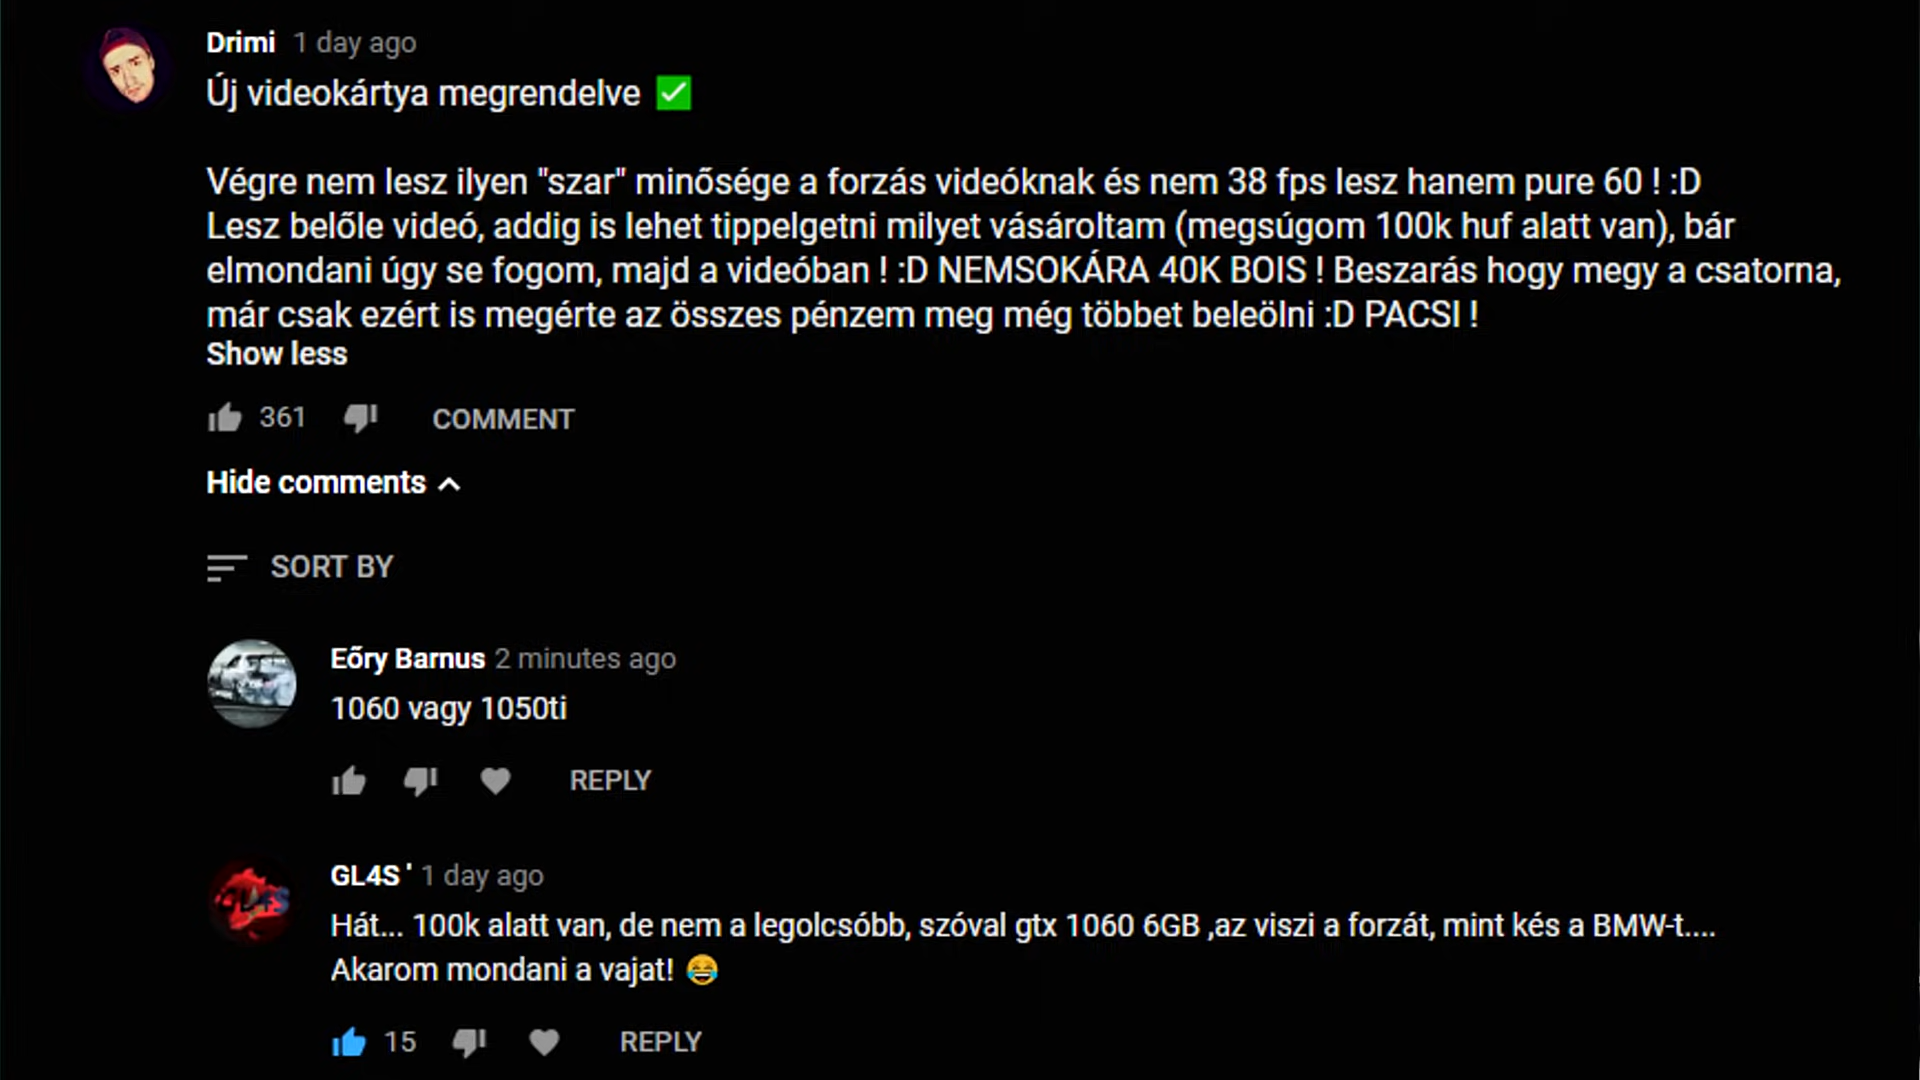 Drimi 1 day ago
Új videokártya megrendelve ✅
Végre nem lesz ilyen "szar" minősége a forzás videóknak és nem 38 fps lesz hanem pure 60 ! :D
Lesz belőle videó, addig is lehet tippelgetni milyet vásároltam (megsúgom 100k huf alatt van), bár
elmondani úgy se fogom, majd a videóban ! :D NEMSOKÁRA 40K BOIS ! Beszarás hogy megy a csatorna,
már csak ezért is megérte az összes pénzem meg még többet beleölni :D PACSI !
Show less
361 COMMENT
Hide comments
SORT BY
Eőry Barnus 2 minutes ago
1060 vagy 1050ti
REPLY
GL4S ' 1 day ago
Hát... 100k alatt van, de nem a legolcsóbb, szóval gtx 1060 6GB ,az viszi a forzát, mint kés a BMW-t....
Akarom mondani a vajat! 😂
15 REPLY